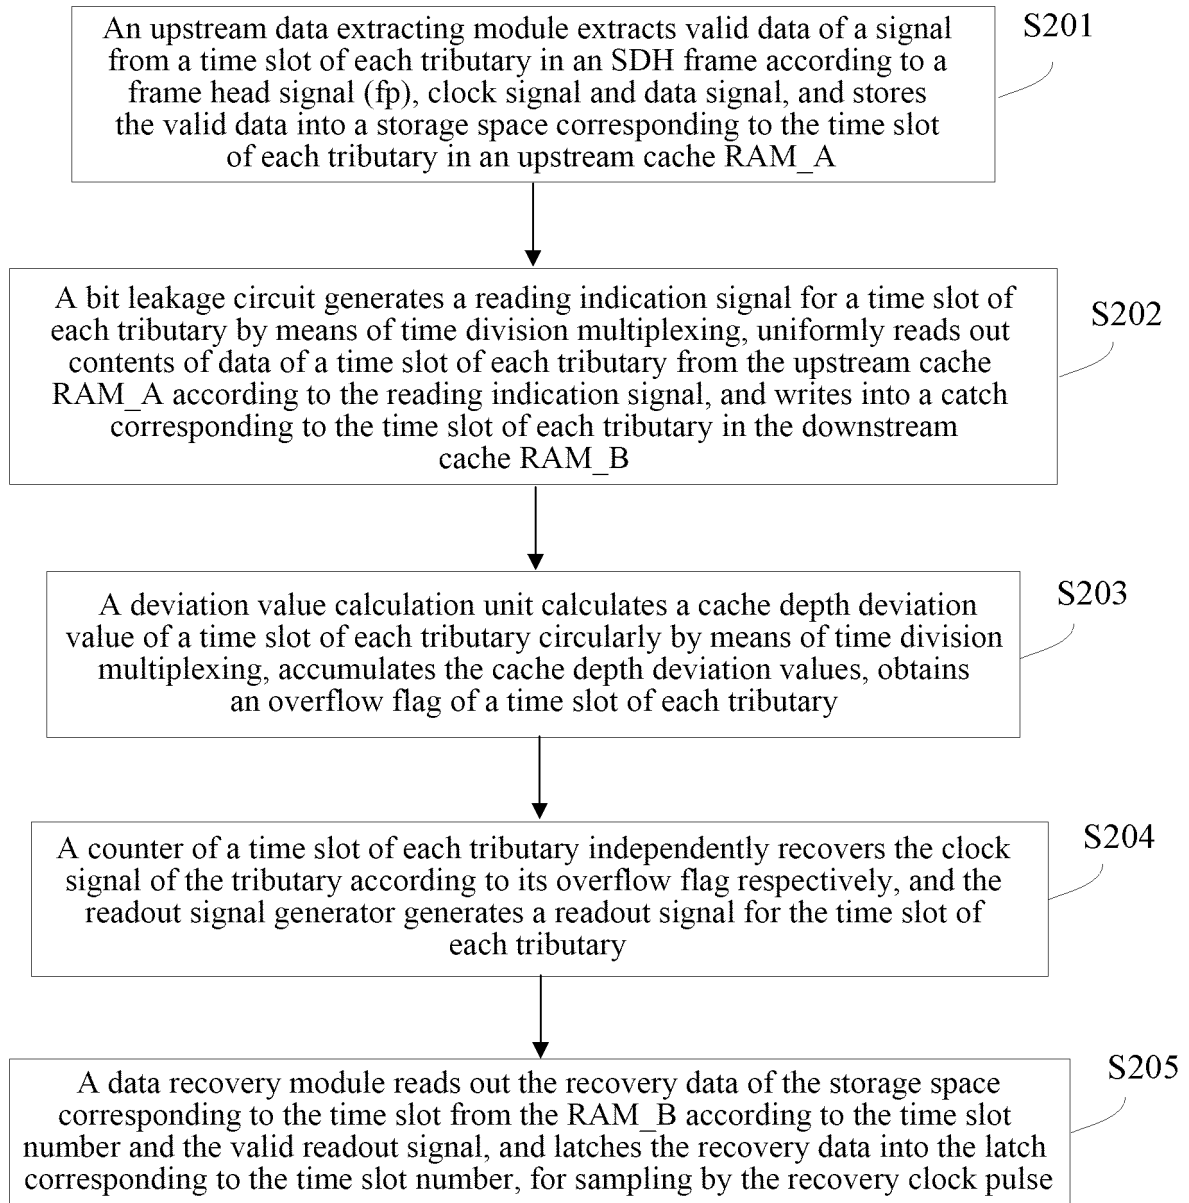 An upstream data extracting module extracts valid data of a signal
from a time slot of each tributary in an SDH frame according to a
frame head signal (fp), clock signal and data signal, and stores
the valid data into a storage space corresponding to the time slot
of each tributary in an upstream cache RAM_A
S201
A bit leakage circuit generates a reading indication signal for a time slot of
each tributary by means of time division multiplexing, uniformly reads out
contents of data of a time slot of each tributary from the upstream cache
RAM_A according to the reading indication signal, and writes into a catch
corresponding to the time slot of each tributary in the downstream
cache RAM_B
S202
A deviation value calculation unit calculates a cache depth deviation
value of a time slot of each tributary circularly by means of time division
multiplexing, accumulates the cache depth deviation values, obtains
an overflow flag of a time slot of each tributary
S203
A counter of a time slot of each tributary independently recovers the clock
signal of the tributary according to its overflow flag respectively, and the
readout signal generator generates a readout signal for the time slot of
each tributary
S204
A data recovery module reads out the recovery data of the storage space
corresponding to the time slot from the RAM_B according to the time slot
number and the valid readout signal, and latches the recovery data into the latch
corresponding to the time slot number, for sampling by the recovery clock pulse
S205